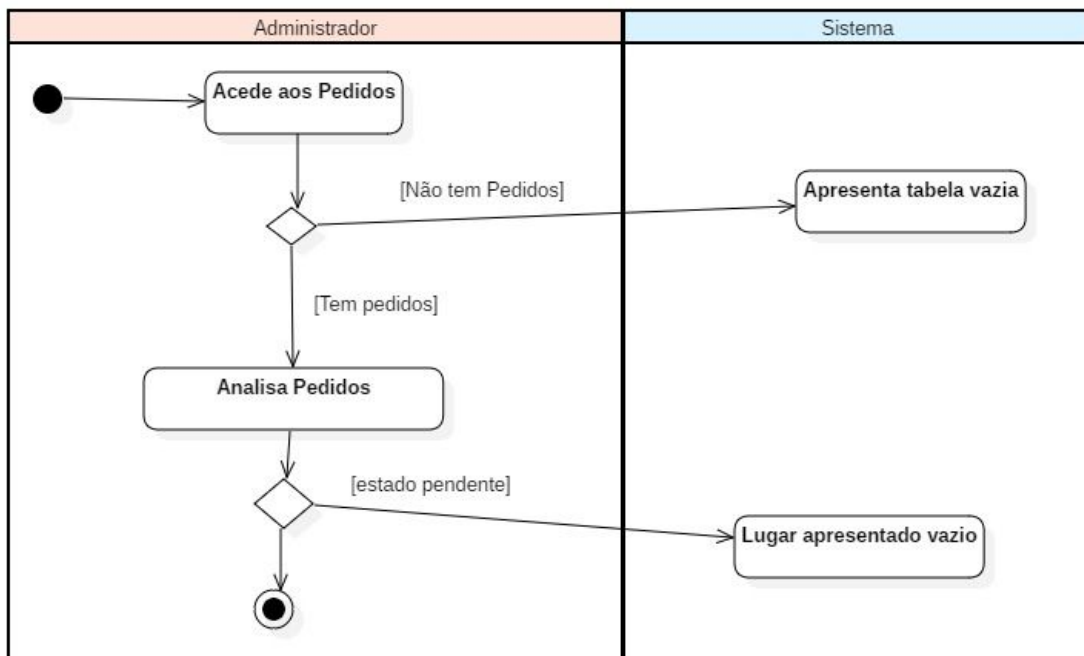 Administrador
Sistema
Acede aos Pedidos
[Não tem Pedidos]
Apresenta tabela vazia
[Tem pedidos]
Analisa Pedidos
[estado pendente]
Lugar apresentado vazio